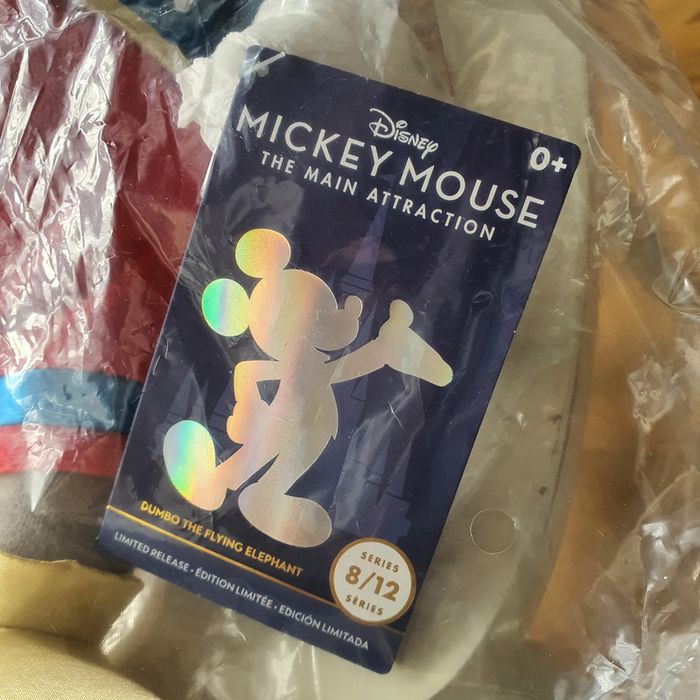 Disney
MICKEY MOUSE
THE MAIN ATTRACTION
0+
DUMBO THE FLYING ELEPHANT
LIMITED RELEASE • ÉDITION LIMITÉE • EDICIÓN LIMITADA
SERIES
8/12
SÉRIES